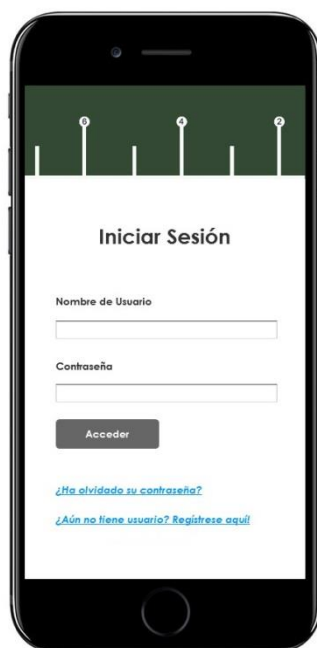 6 4 2
Iniciar Sesión
Nombre de Usuario
Contraseña
Acceder
¿Ha olvidado su contraseña?
¿Aún no tiene usuario? Regístrese aquí!